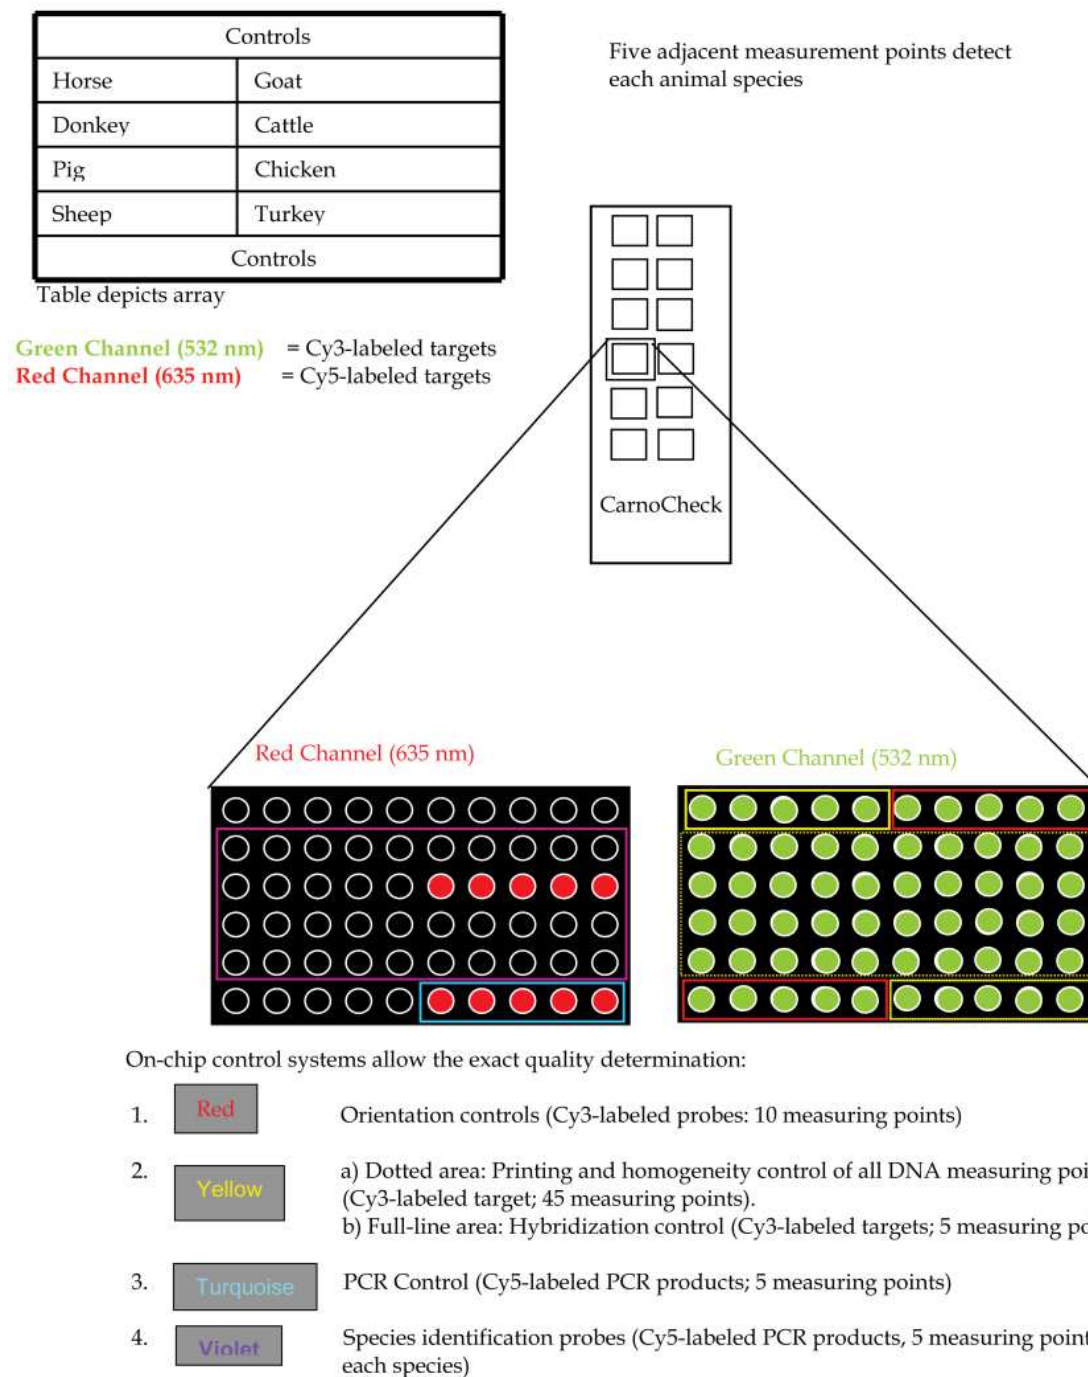 Controls
Horse Goat
Donkey Cattle
Pig Chicken
Sheep Turkey
Controls
Table depicts array
Five adjacent measurement points detect
each animal species
Green Channel (532 nm) = Cy3-labeled targets
Red Channel (635 nm) = Cy5-labeled targets
CarnoCheck
Red Channel (635 nm)
Green Channel (532 nm)
On-chip control systems allow the exact quality determination:
1. Red Orientation controls (Cy3-labeled probes: 10 measuring points)
2. Yellow a) Dotted area: Printing and homogeneity control of all DNA measuring poi
(Cy3-labeled target; 45 measuring points).
b) Full-line area: Hybridization control (Cy3-labeled targets; 5 measuring po
3. Turquoise PCR Control (Cy5-labeled PCR products; 5 measuring points)
4. Violet Species identification probes (Cy5-labeled PCR products, 5 measuring point
each species)